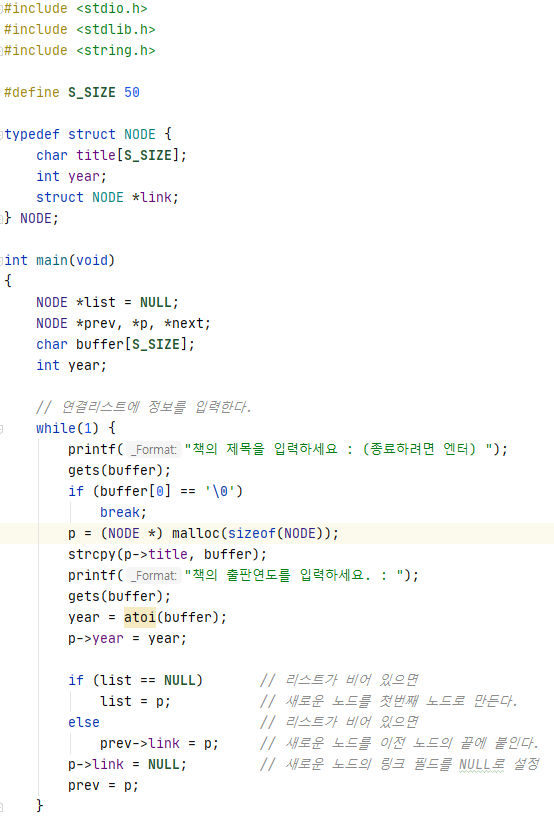 #include <stdio.h>
#include <stdlib.h>
#include <string.h>

#define S_SIZE 50

typedef struct NODE {
    char title[S_SIZE];
    int year;
    struct NODE *link;
} NODE;

int main(void)
{
    NODE *list = NULL;
    NODE *prev, *p, *next;
    char buffer[S_SIZE];
    int year;

    // 연결리스트에 정보를 입력한다.
    while(1) {
        printf( _Format: "책의 제목을 입력하세요 : (종료하려면 엔터) ");
        gets(buffer);
        if (buffer[0] == '\0')
            break;
        p = (NODE *) malloc(sizeof(NODE));
        strcpy(p->title, buffer);
        printf( _Format: "책의 출판연도를 입력하세요. : ");
        gets(buffer);
        year = atoi(buffer);
        p->year = year;

        if (list == NULL)       // 리스트가 비어 있으면
            list = p;           // 새로운 노드를 첫번째 노드로 만든다.
        else                    // 리스트가 비어 있으면
            prev->link = p;     // 새로운 노드를 이전 노드의 끝에 붙인다.
        p->link = NULL;         // 새로운 노드의 링크 필드를 NULL로 설정
        prev = p;
    }